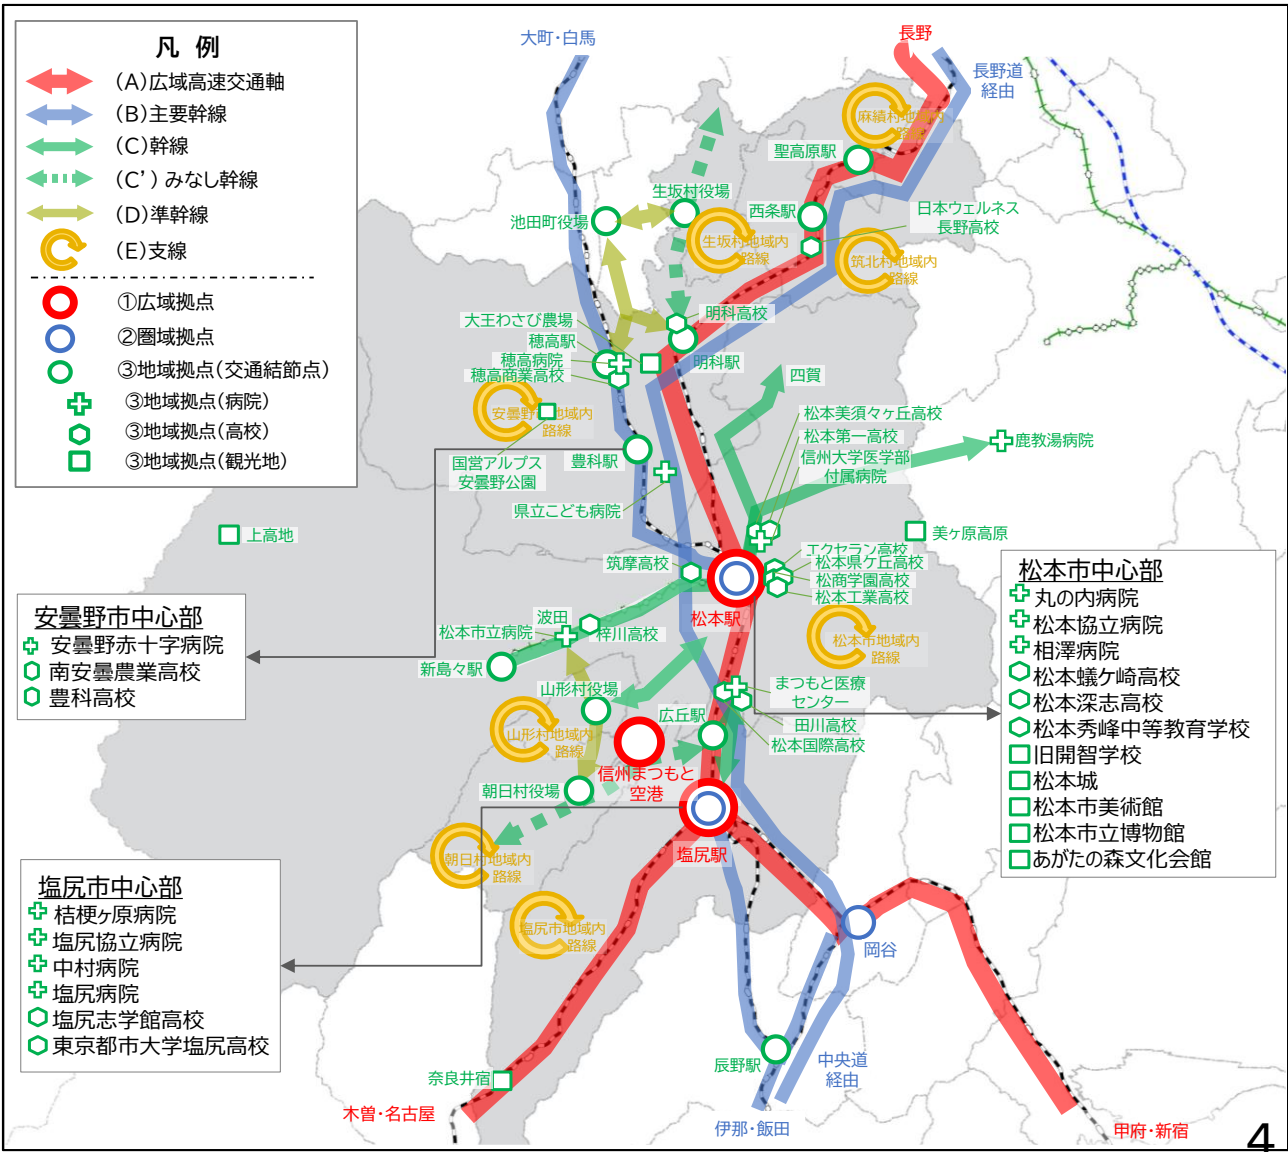 凡 例
(A)広域高速交通軸
(B)主要幹線
(C)幹線
(C')みなし幹線
(D)準幹線
(E)支線
①広域拠点
②圏域拠点
③地域拠点(交通結節点)
③地域拠点(病院)
③地域拠点(高校)
③地域拠点(観光地)
大町・白馬
長野
長野道
経由
麻績村地域内
路線
聖高原駅
生坂村役場
池田町役場
西条駅
日本ウェルネス
長野高校
生坂村地域内
路線
筑北村地域内
路線
大王わさび農場
明科高校
穂高駅
穂高病院
明科駅
穂高商業高校
四賀
安曇野市地域内
路線
松本美須々ヶ丘高校
松本第一高校
鹿教湯病院
信州大学医学部
付属病院
国営アルプス
安曇野公園
豊科駅
県立こども病院
上高地
美ヶ原高原
筑摩高校
エクセラン高校
松本県ケ丘高校
松商学園高校
松本工業高校
松本駅
波田
松本市立病院
梓川高校
新島々駅
松本市地域内
路線
山形村役場
まつもと医療
センター
広丘駅
田川高校
松本国際高校
山形村地域内
路線
信州まつもと
空港
朝日村役場
塩尻駅
朝日村地域内
路線
塩尻市地域内
路線
岡谷
辰野駅
中央道
経由
奈良井宿
木曽・名古屋
伊那・飯田
甲府・新宿
安曇野市中心部
安曇野赤十字病院
南安曇農業高校
豊科高校
塩尻市中心部
桔梗ヶ原病院
塩尻協立病院
中村病院
塩尻病院
塩尻志学館高校
東京都市大学塩尻高校
松本市中心部
丸の内病院
松本協立病院
相澤病院
松本蟻ケ崎高校
松本深志高校
松本秀峰中等教育学校
旧開智学校
松本城
松本市美術館
松本市立博物館
あがたの森文化会館
4